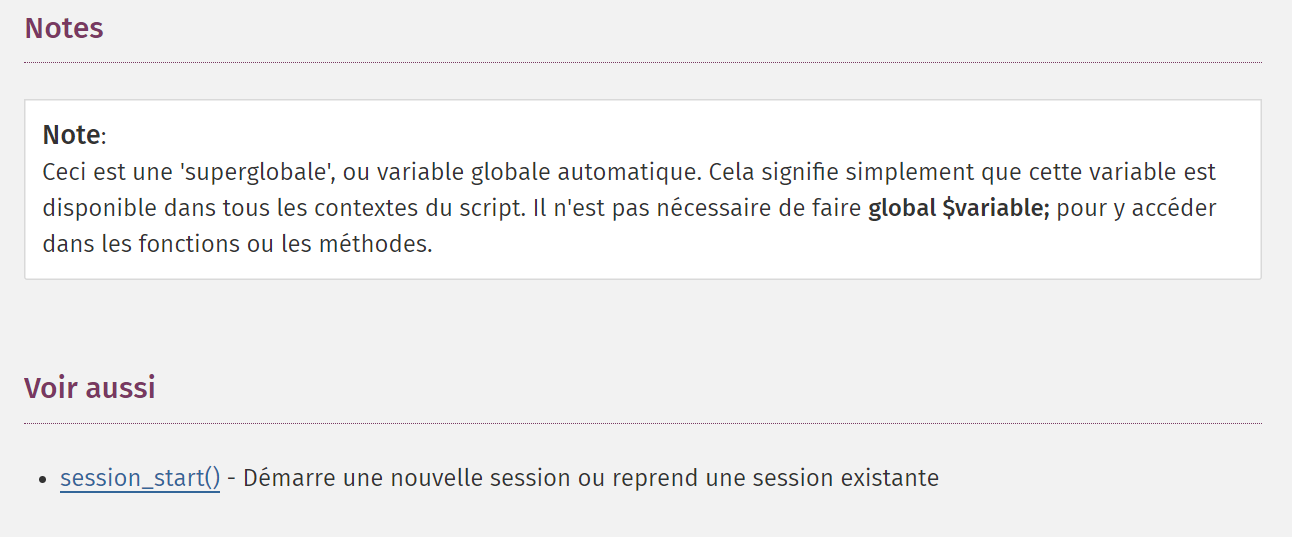 Notes
Note:
Ceci est une 'superglobale', ou variable globale automatique. Cela signifie simplement que cette variable est
disponible dans tous les contextes du script. Il n'est pas nécessaire de faire global $variable; pour y accéder
dans les fonctions ou les méthodes.
Voir aussi
• session_start() - Démarre une nouvelle session ou reprend une session existante